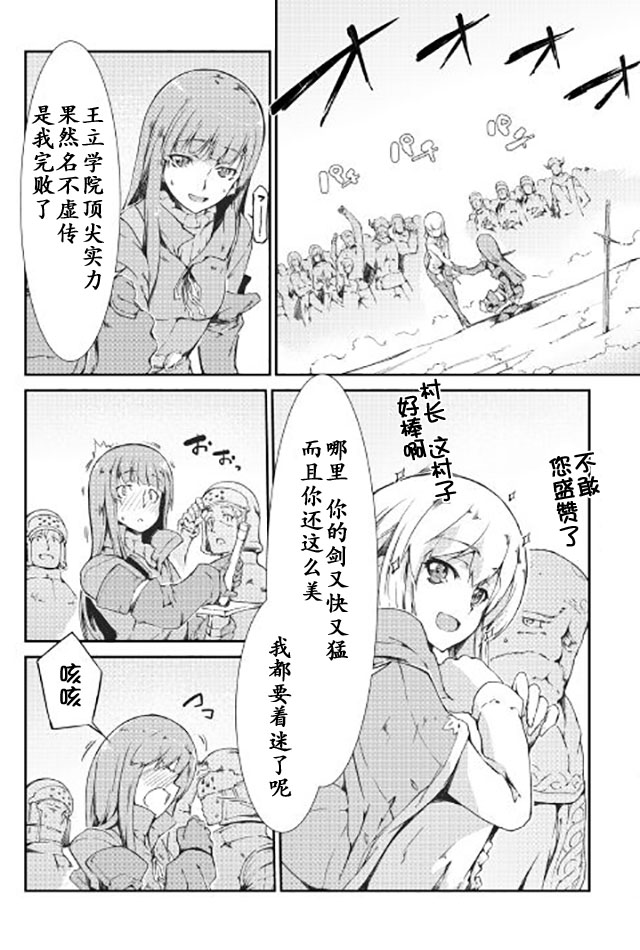 オオオオ
パチ
パチ
パチ
王立学院顶尖实力
果然名不虚传
是我完败了
村长 这村子
好棒啊
不敢
您盛赞了
哪里 你的剑又快又猛
而且你还这么美
我都要着迷了呢
おおっ
咳
咳